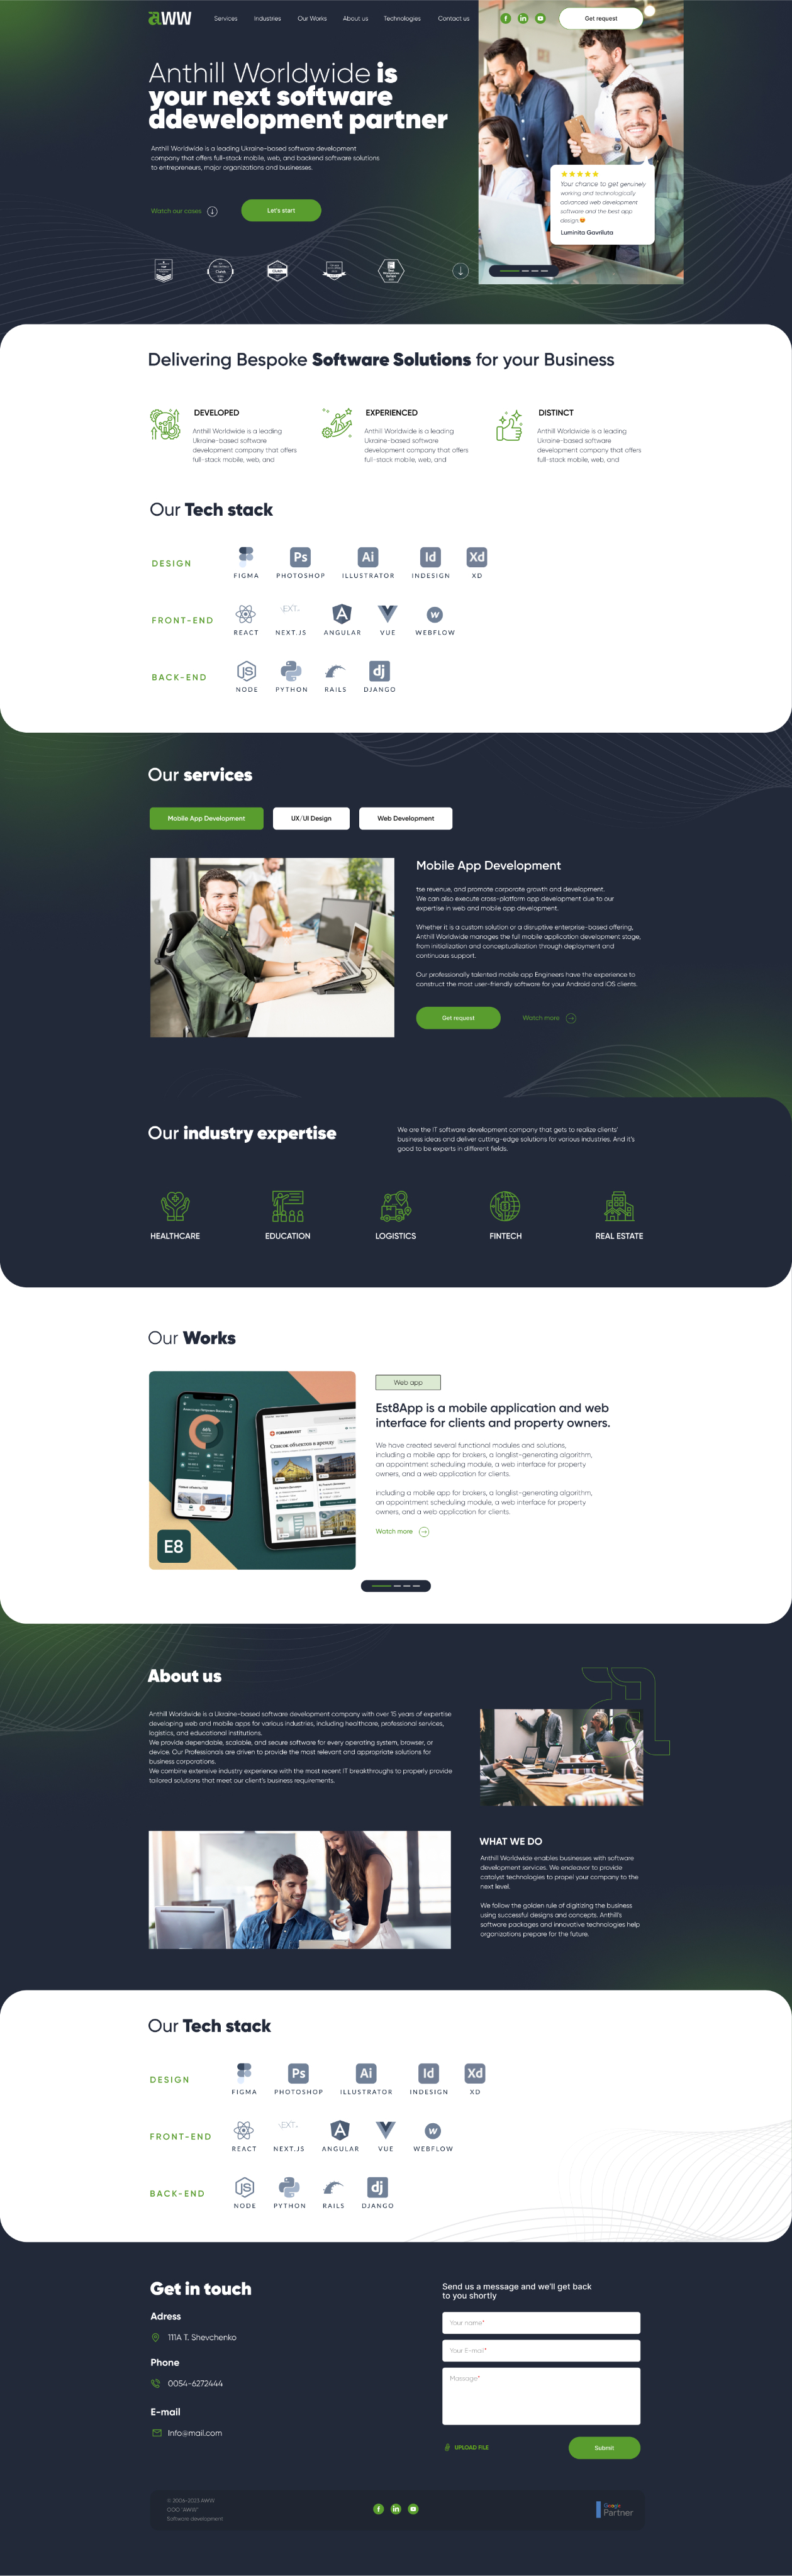 aww Services Industries Our Works About us Technologies Contact us Get request
Anthill Worldwide is
your next software
ddewelopment partner
Anthill Worldwide is a leading Ukraine-based software development
company that offers full-stack mobile, web, and backend software solutions
to entrepreneurs, major organizations and businesses.
Watch our cases Let's start
Your chance to get genuinely
working and technologically
advanced web development
software and the best app
design.😍
Luminita Gavriluta
Delivering Bespoke Software Solutions for your Business
DEVELOPED
Anthill Worldwide is a leading
Ukraine-based software
development company that offers
full-stack mobile, web, and
EXPERIENCED
Anthill Worldwide is a leading
Ukraine-based software
development company that offers
full-stack mobile, web, and
DISTINCT
Anthill Worldwide is a leading
Ukraine-based software
development company that offers
full-stack mobile, web, and
Our Tech stack
Ps Ai Id Xd
DESIGN
FIGMA PHOTOSHOP ILLUSTRATOR INDESIGN XD
NEXT.
FRONT-END
REACT NEXT.JS ANGULAR VUE WEBFLOW
JS dj
BACK-END
NODE PYTHON RAILS DJANGO
Our services
Mobile App Development UX/UI Design Web Development
Mobile App Development
tse revenue, and promote corporate growth and development.
We can also execute cross-platform app development due to our
expertise in web and mobile app development.
Whether it is a custom solution or a disruptive enterprise-based offering,
Anthill Worldwide manages the full mobile application development stage,
from initialization and conceptualization through deployment and
continuous support.
Our professionally talented mobile app Engineers have the experience to
construct the most user-friendly software for your Android and iOS clients.
Get request Watch more
Our industry expertise
We are the IT software development company that gets to realize clients'
business ideas and deliver cutting-edge solutions for various industries. And it's
good to be experts in different fields.
HEALTHCARE EDUCATION LOGISTICS FINTECH REAL ESTATE
Our Works
66%
FORUMINVEST
Список объектов в аренду
E8
Web app
Est8App is a mobile application and web
interface for clients and property owners.
We have created several functional modules and solutions,
including a mobile app for brokers, a longlist-generating algorithm,
an appointment scheduling module, a web interface for property
owners, and a web application for clients.
including a mobile app for brokers, a longlist-generating algorithm,
an appointment scheduling module, a web interface for property
owners, and a web application for clients.
Watch more
About us
Anthill Worldwide is a Ukraine-based software development company with over 15 years of expertise
developing web and mobile apps for various industries, including healthcare, professional services,
logistics, and educational institutions.
We provide dependable, scalable, and secure software for every operating system, browser, or
device. Our Professionals are driven to provide the most relevant and appropriate solutions for
business corporations.
We combine extensive industry experience with the most recent IT breakthroughs to properly provide
tailored solutions that meet our client's business requirements.
WHAT WE DO
Anthill Worldwide enables businesses with software
development services. We endeavor to provide
catalyst technologies to propel your company to the
next level.
We follow the golden rule of digitizing the business
using successful designs and concepts. Anthill's
software packages and innovative technologies help
organizations prepare for the future.
Our Tech stack
Ps Ai Id Xd
DESIGN
FIGMA PHOTOSHOP ILLUSTRATOR INDESIGN XD
FRONT-END
REACT NEXT.JS ANGULAR VUE WEBFLOW
JS dj
BACK-END
NODE PYTHON RAILS DJANGO
Get in touch
Adress
111A T. Shevchenko
Phone
0054-6272444
E-mail
Info@mail.com
Send us a message and we'll get back
to you shortly
Your name*
Your E-mail*
Massage*
UPLOAD FILE Submit
© 2004-2023 AWW
OOO "AWW"
Software development
Google
Partner